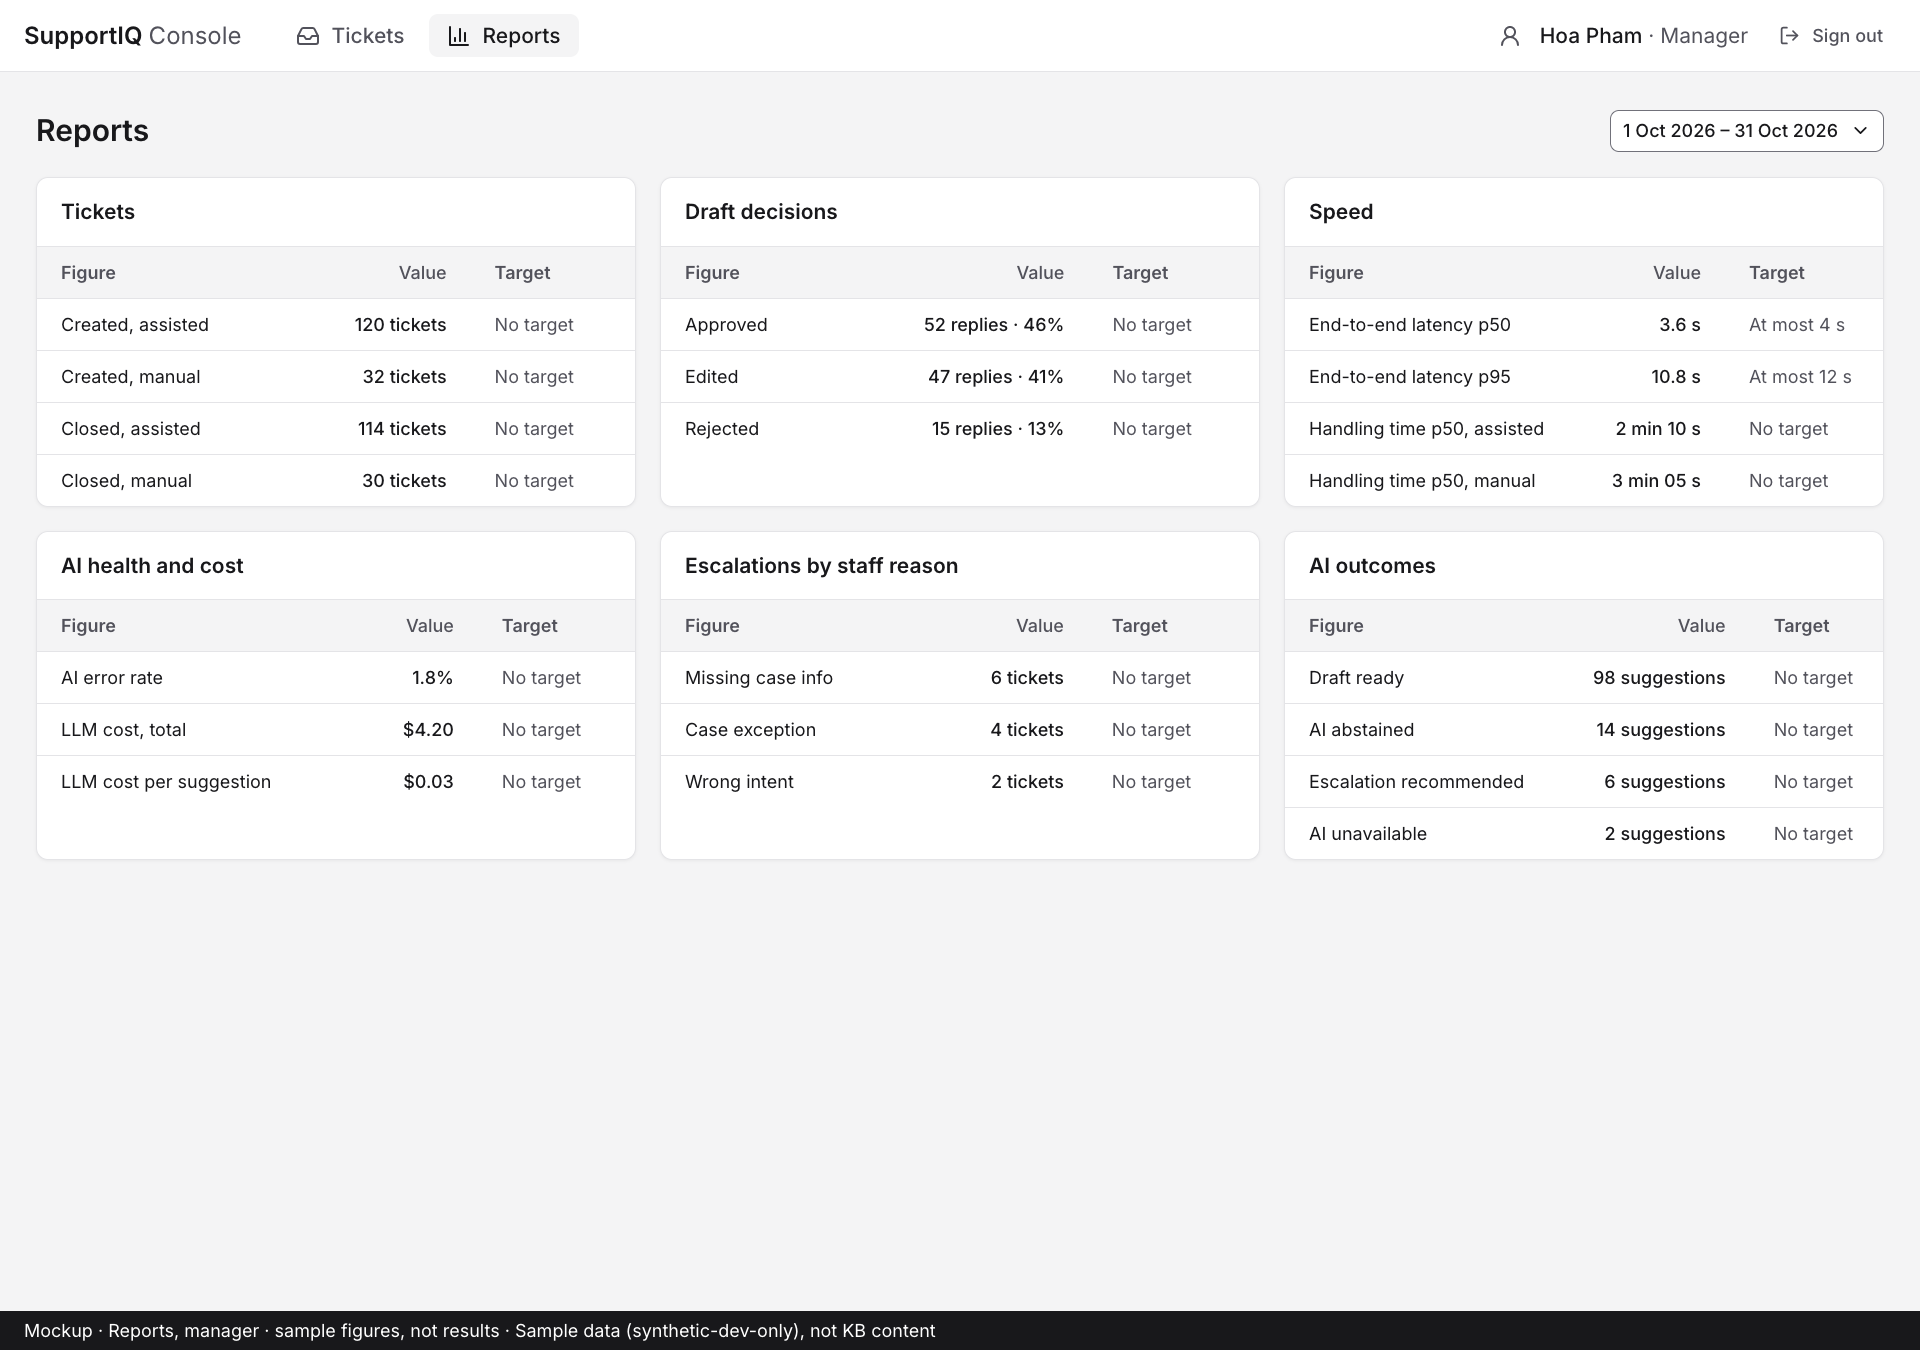 SupportIQ Console
Tickets
Reports
Hoa Pham · Manager
Sign out
Reports
1 Oct 2026 – 31 Oct 2026
Tickets
Figure Value Target
Created, assisted 120 tickets No target
Created, manual 32 tickets No target
Closed, assisted 114 tickets No target
Closed, manual 30 tickets No target
Draft decisions
Figure Value Target
Approved 52 replies · 46% No target
Edited 47 replies · 41% No target
Rejected 15 replies · 13% No target
Speed
Figure Value Target
End-to-end latency p50 3.6 s At most 4 s
End-to-end latency p95 10.8 s At most 12 s
Handling time p50, assisted 2 min 10 s No target
Handling time p50, manual 3 min 05 s No target
AI health and cost
Figure Value Target
AI error rate 1.8% No target
LLM cost, total $4.20 No target
LLM cost per suggestion $0.03 No target
Escalations by staff reason
Figure Value Target
Missing case info 6 tickets No target
Case exception 4 tickets No target
Wrong intent 2 tickets No target
AI outcomes
Figure Value Target
Draft ready 98 suggestions No target
AI abstained 14 suggestions No target
Escalation recommended 6 suggestions No target
AI unavailable 2 suggestions No target
Mockup · Reports, manager · sample figures, not results · Sample data (synthetic-dev-only), not KB content